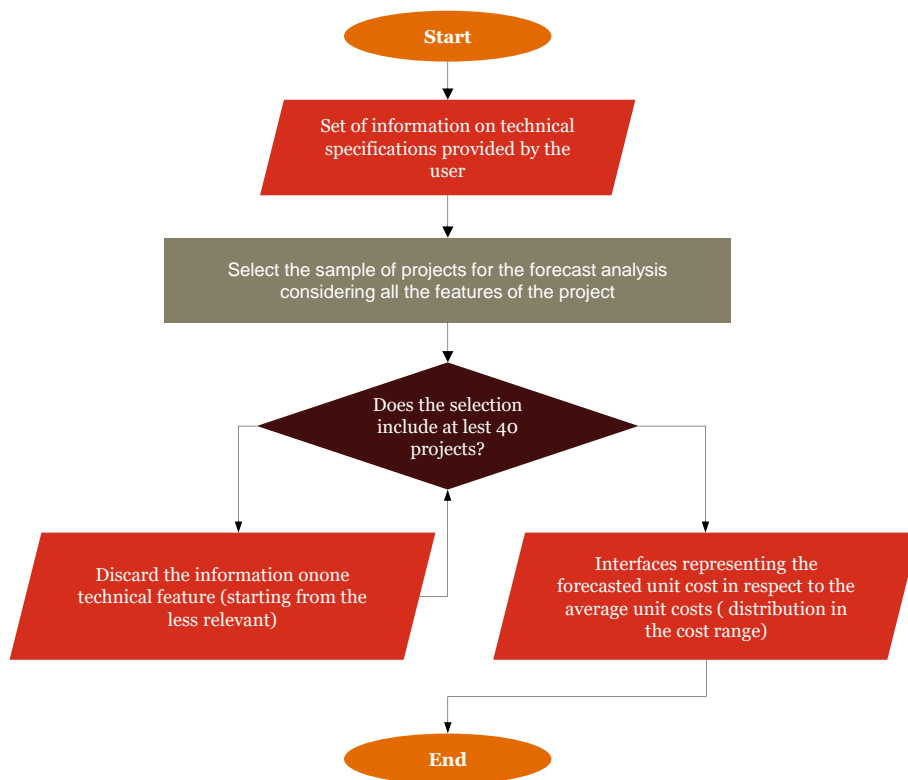 Start
Set of information on technical
specifications provided by the
user
Select the sample of projects for the forecast analysis
considering all the features of the project
Does the selection
include at lest 40
projects?
Discard the information onone
technical feature (starting from the
less relevant)
Interfaces representing the
forecasted unit cost in respect to the
average unit costs ( distribution in
the cost range)
End